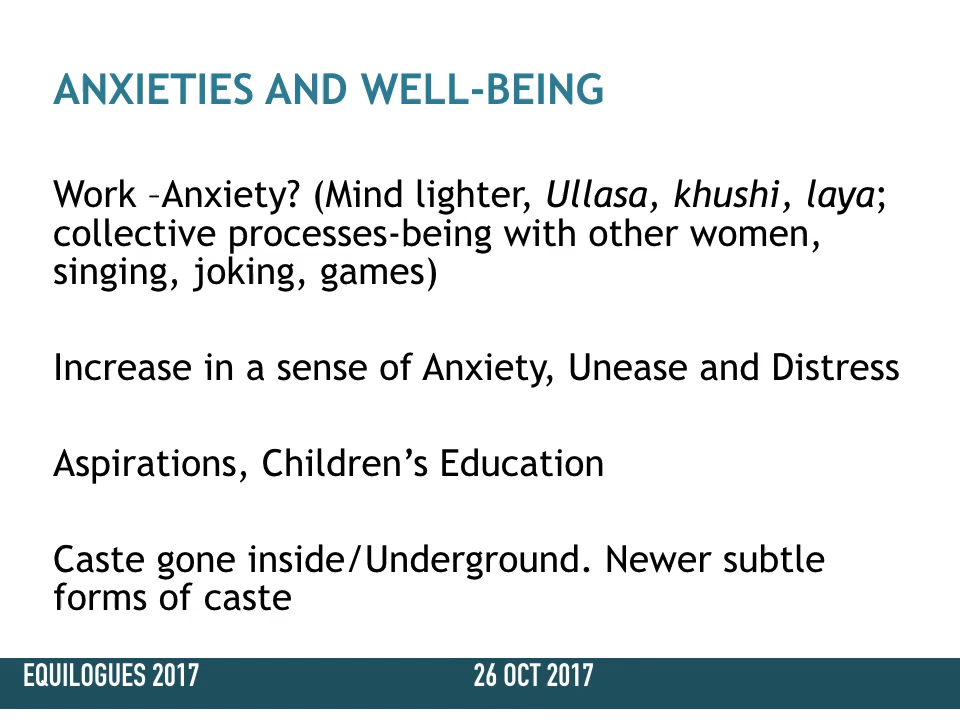 ANXIETIES AND WELL-BEING
Work –Anxiety? (Mind lighter, Ullasa, khushi, laya;
collective processes-being with other women,
singing, joking, games)
Increase in a sense of Anxiety, Unease and Distress
Aspirations, Children’s Education
Caste gone inside/Underground. Newer subtle
forms of caste
EQUILOGUES 2017
26 OCT 2017